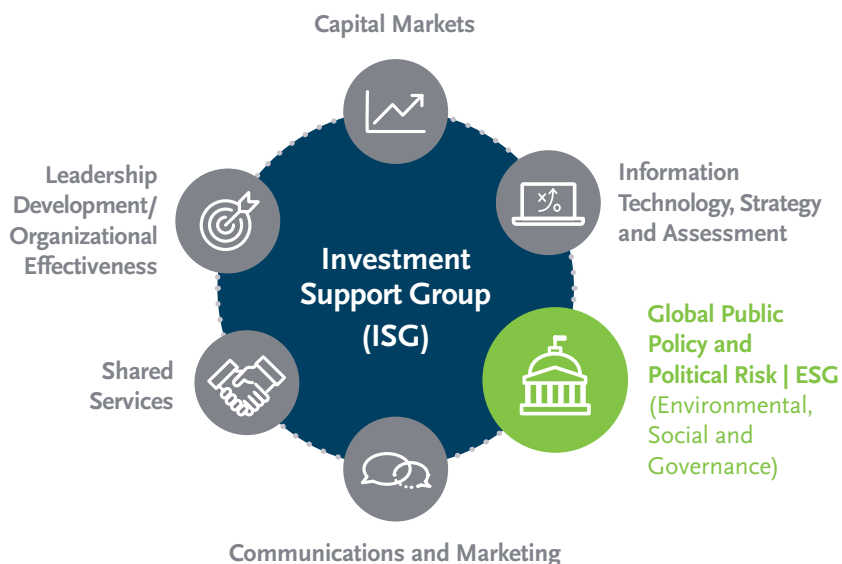 Capital Markets
Leadership
Development/
Organizational
Effectiveness
Information
Technology, Strategy
and Assessment
Investment
Support Group
(ISG)
Global Public
Policy and
Political Risk | ESG
(Environmental,
Social and
Governance)
Shared
Services
Communications and Marketing